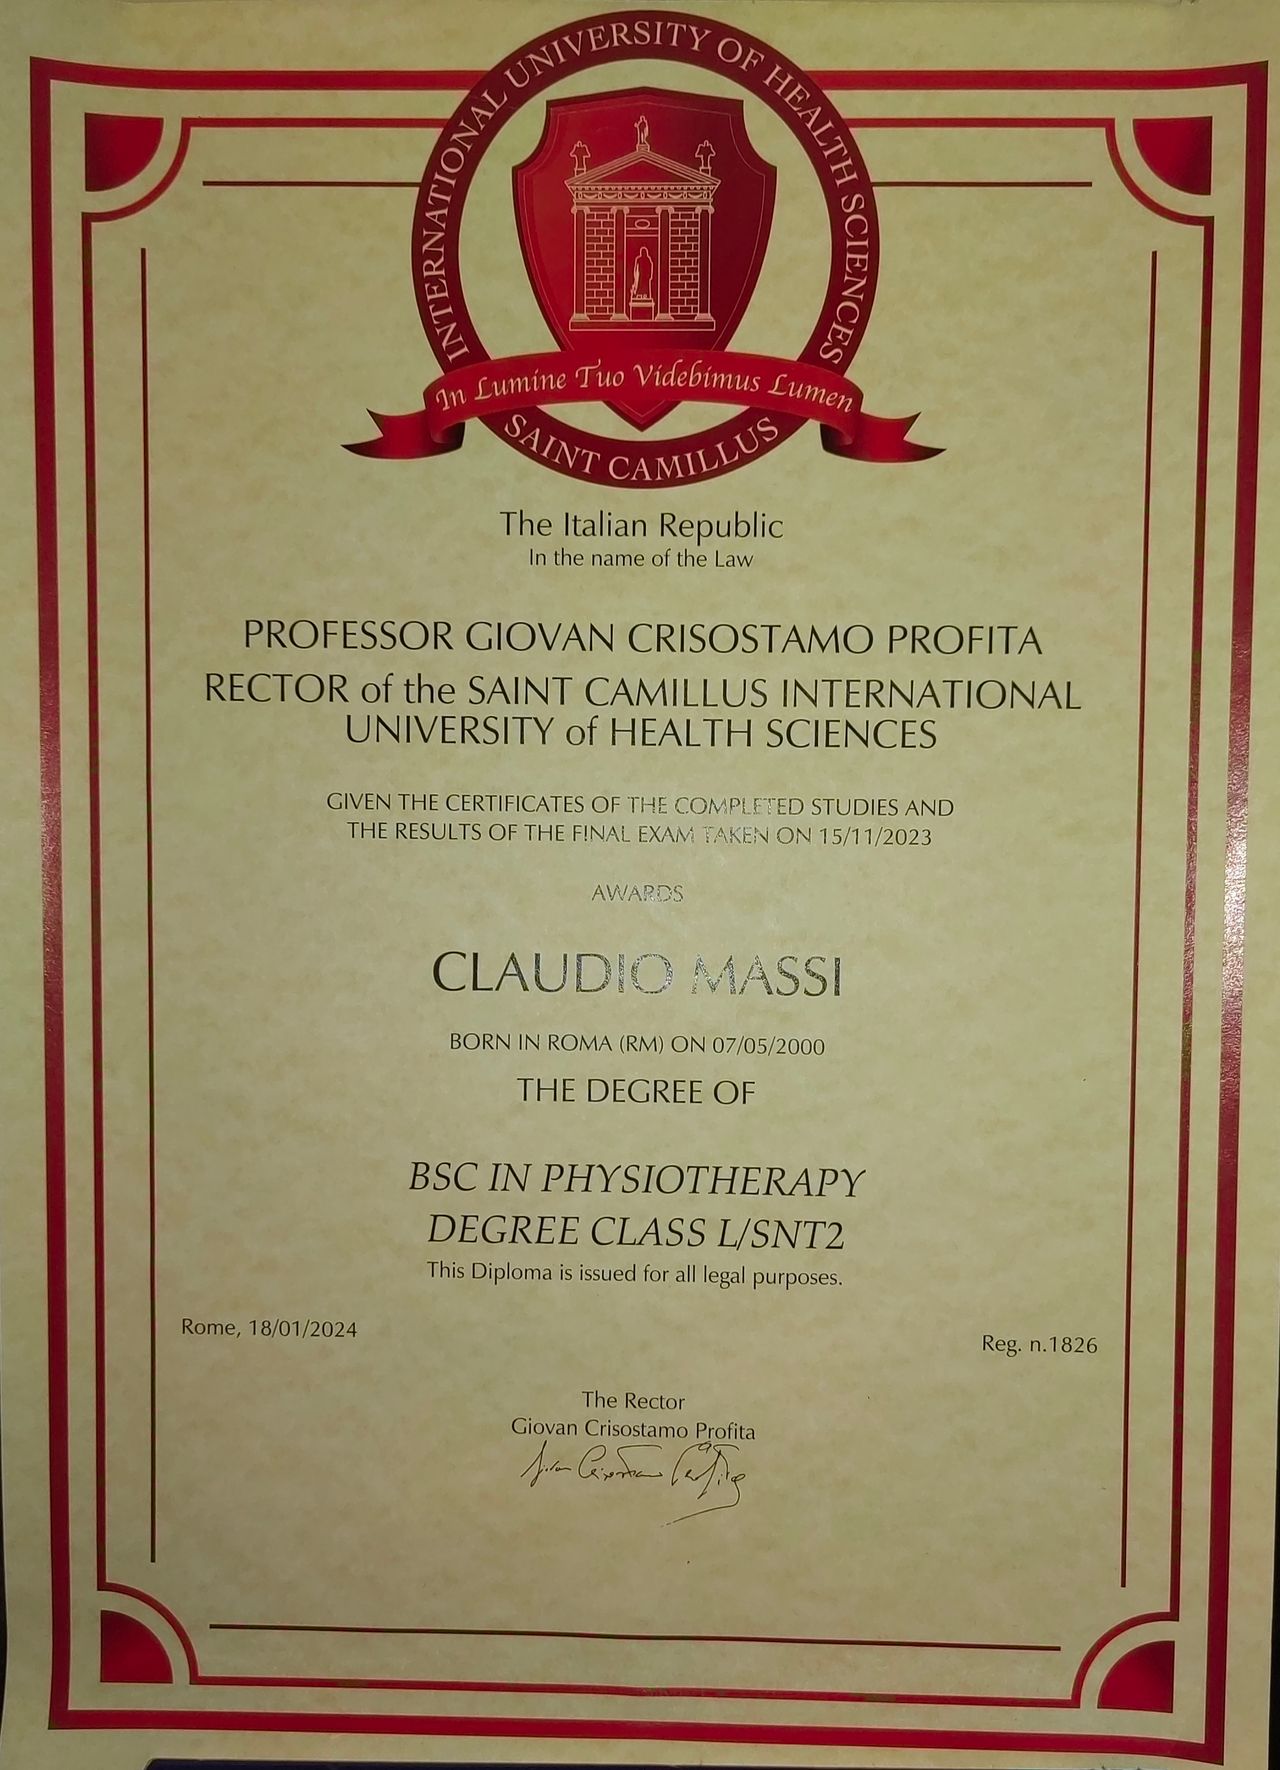 INTERNATIONAL UNIVERSITY OF HEALTH SCIENCES
In Lumine Tuo Videbimus Lumen
SAINT CAMILLUS
The Italian Republic
In the name of the Law
PROFESSOR GIOVAN CRISOSTAMO PROFITA
RECTOR of the SAINT CAMILLUS INTERNATIONAL
UNIVERSITY of HEALTH SCIENCES
GIVEN THE CERTIFICATES OF THE COMPLETED STUDIES AND
THE RESULTS OF THE FINAL EXAM TAKEN ON 15/11/2023
AWARDS
CLAUDIO MASSI
BORN IN ROMA (RM) ON 07/05/2000
THE DEGREE OF
BSC IN PHYSIOTHERAPY
DEGREE CLASS L/SNT2
This Diploma is issued for all legal purposes.
Rome, 18/01/2024
Reg. n.1826
The Rector
Giovan Crisostamo Profita